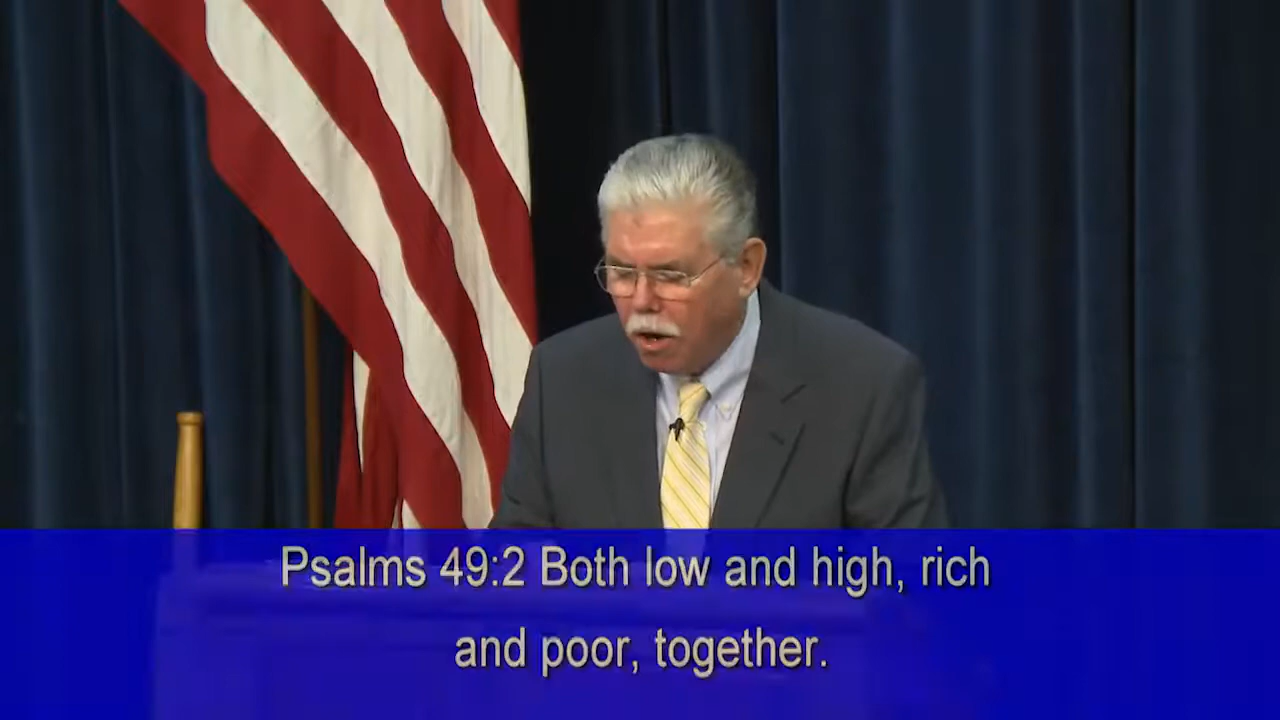 Psalms 49:2 Both low and high, rich
and poor, together.